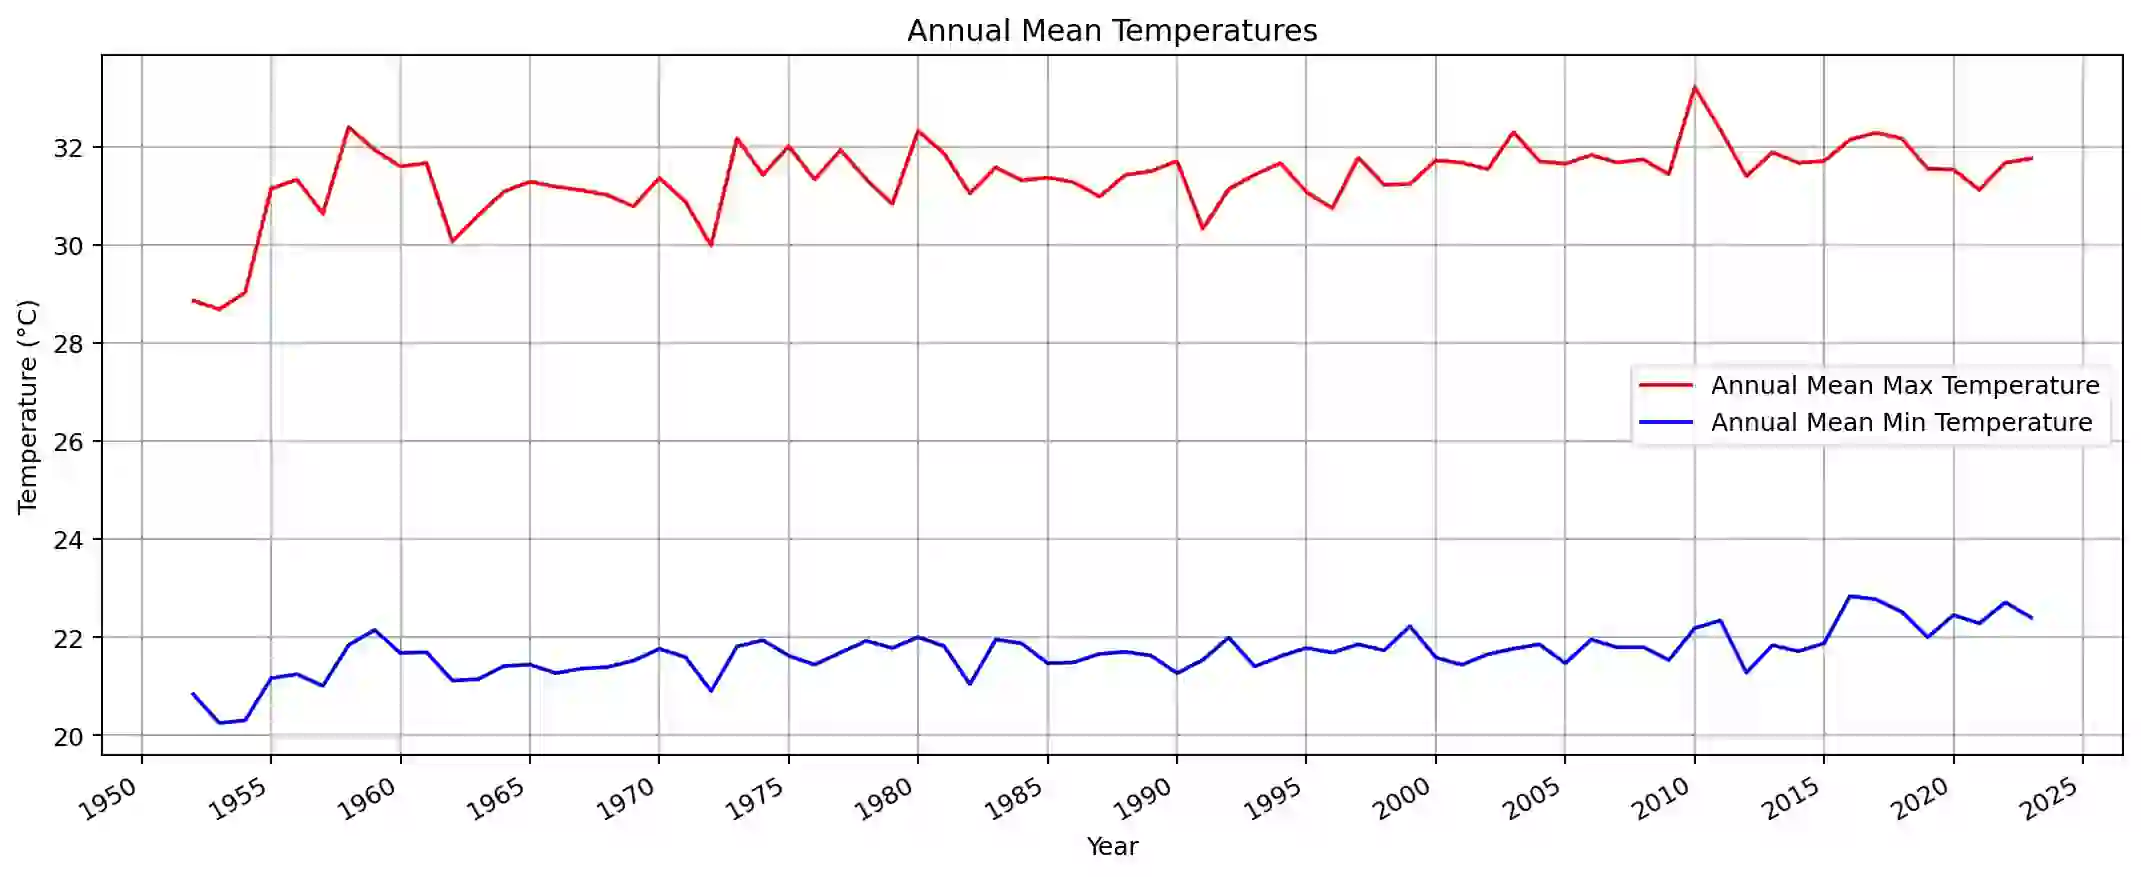 Annual Mean Temperatures
Temperature (°C)
32
30
28
26
24
22
20
Annual Mean Max Temperature
Annual Mean Min Temperature
1950 1955 1960 1965 1970 1975 1980 1985 1990 1995 2000 2005 2010 2015 2020 2025
Year